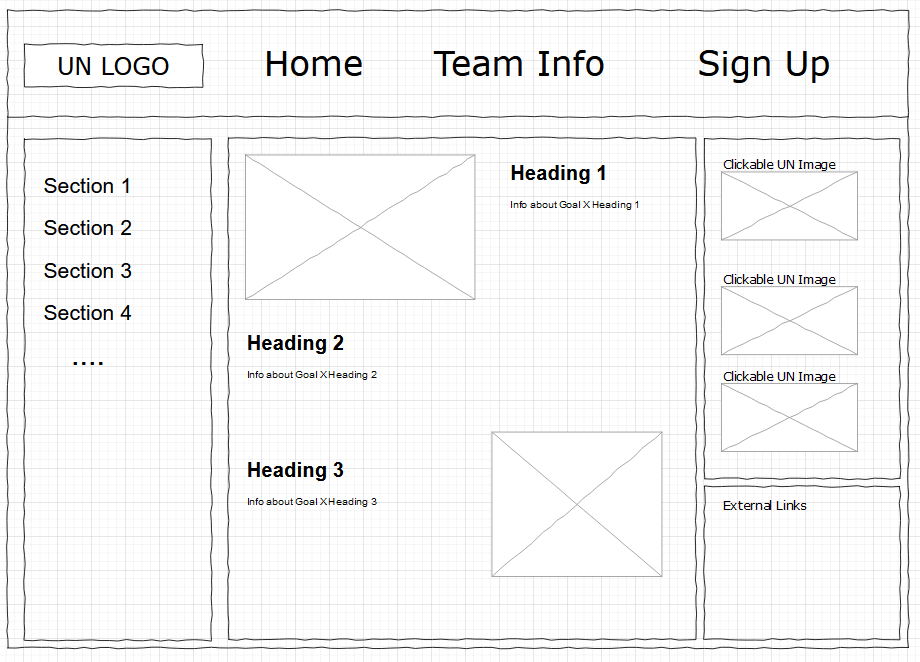 UN LOGO
Home
Team Info
Sign Up
Section 1
Section 2
Section 3
Section 4
....
Heading 1
Info about Goal X Heading 1
Heading 2
Info about Goal X Heading 2
Heading 3
Info about Goal X Heading 3
Clickable UN Image
Clickable UN Image
Clickable UN Image
External Links